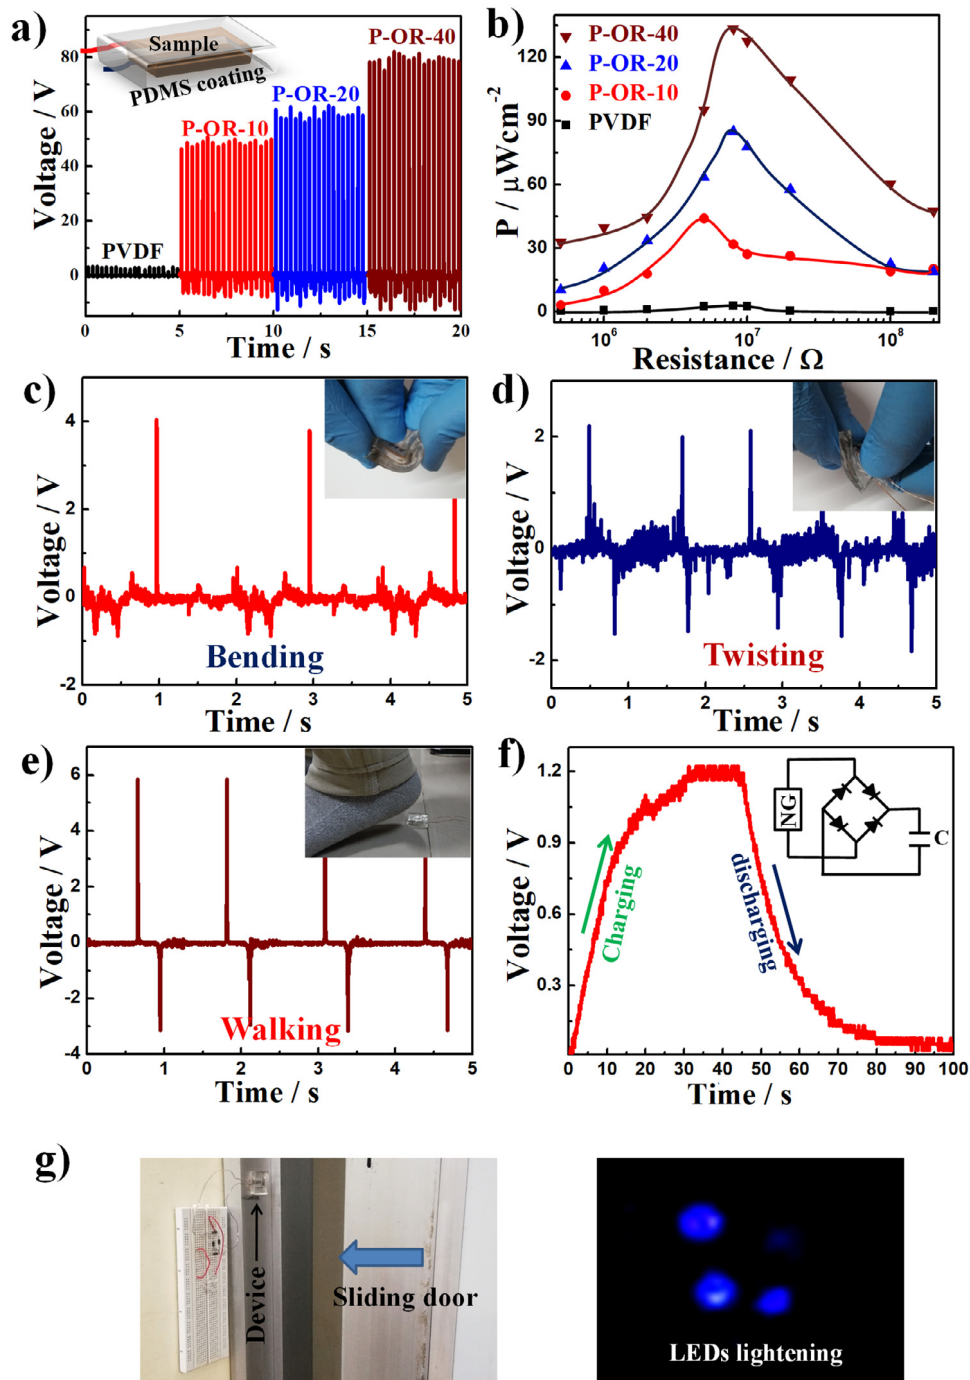 a)
Sample
PDMS coating
PVDF
P-OR-10
P-OR-20
P-OR-40
Voltage / V
80
60
40
20
0
0 5 10 15 20
Time / s
b)
P-OR-40
P-OR-20
P-OR-10
PVDF
P / μWcm-2
120
90
60
30
0
10^6 10^7 10^8
Resistance / Ω
c)
Voltage / V
4
2
0
-2
Bending
0 1 2 3 4 5
Time / s
d)
Voltage / V
2
0
-2
Twisting
0 1 2 3 4 5
Time / s
e)
Voltage / V
6
4
2
0
-2
-4
Walking
0 1 2 3 4 5
Time / s
f)
Voltage / V
1.2
0.9
0.6
0.3
Charging
discharging
NG
C
0 10 20 30 40 50 60 70 80 90 100
Time / s
g)
Device
Sliding door
LEDs lightening